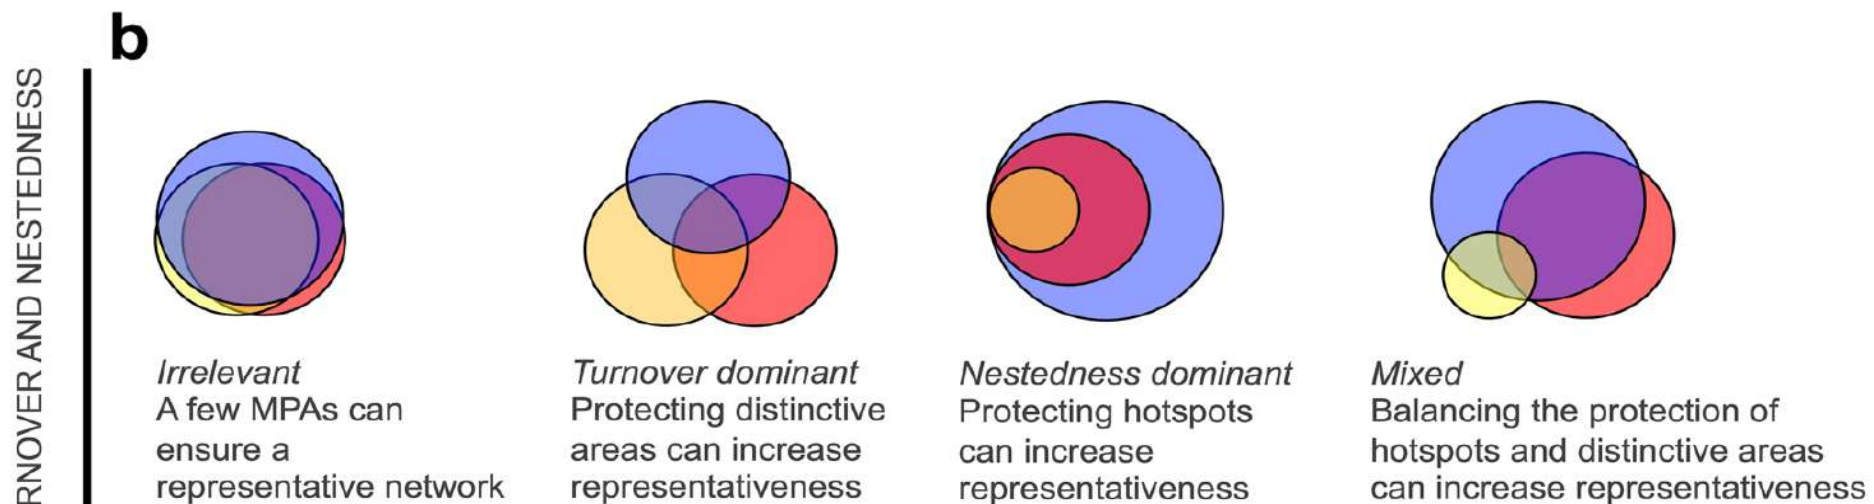 b
RNOVER AND NESTEDNESS
Irrelevant
A few MPAs can
ensure a
representative network
Turnover dominant
Protecting distinctive
areas can increase
representativeness
Nestedness dominant
Protecting hotspots
can increase
representativeness
Mixed
Balancing the protection of
hotspots and distinctive areas
can increase representativeness